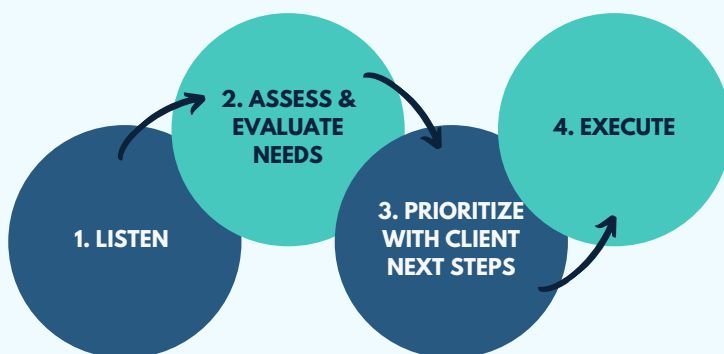 1. LISTEN
2. ASSESS &
EVALUATE
NEEDS
3. PRIORITIZE
WITH CLIENT
NEXT STEPS
4. EXECUTE